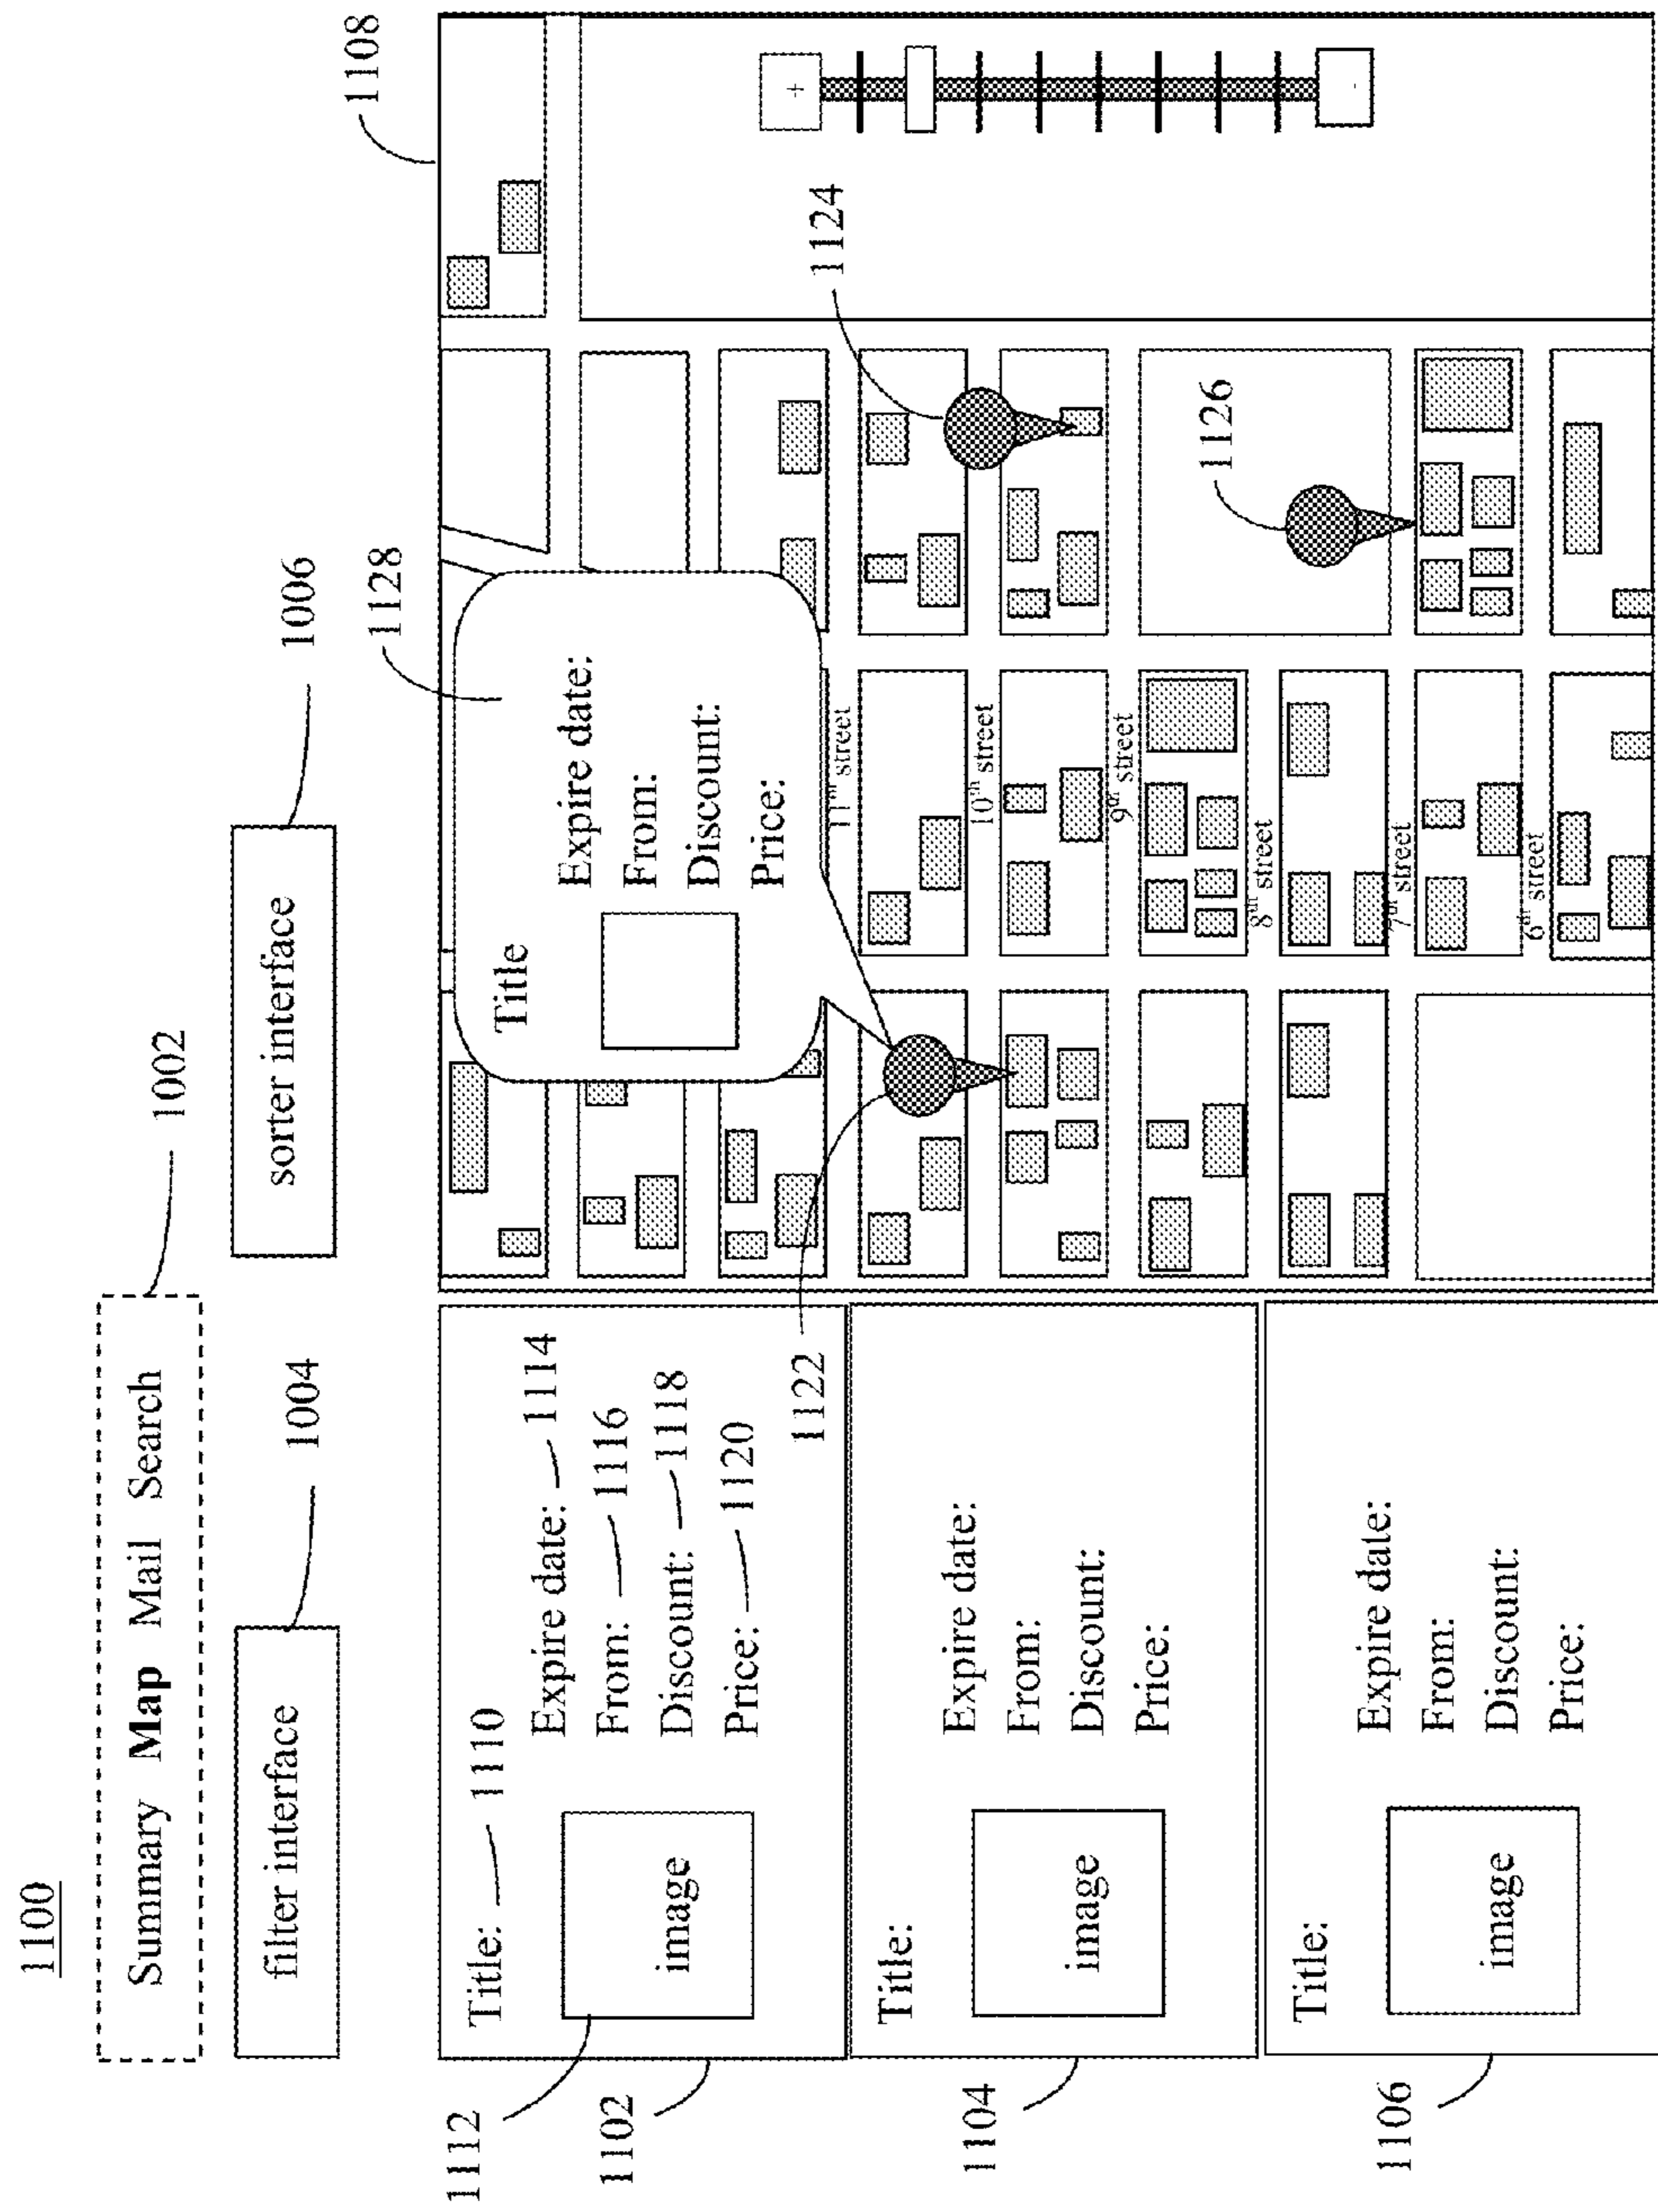 1100
Summary Map Mail Search
1002
filter interface
1004
sorter interface
1006
1108
1112
Title: 1110
image
Expire date: 1114
From: 1116
Discount: 1118
Price: 1120
1102
Title:
image
Expire date:
From:
Discount:
Price:
1104
Title:
image
Expire date:
From:
Discount:
Price:
1106
1128
Title
Expire date:
From:
Discount:
Price:
1122
1124
1126
11th street
10th street
9th street
8th street
7th street
6th street
+
-